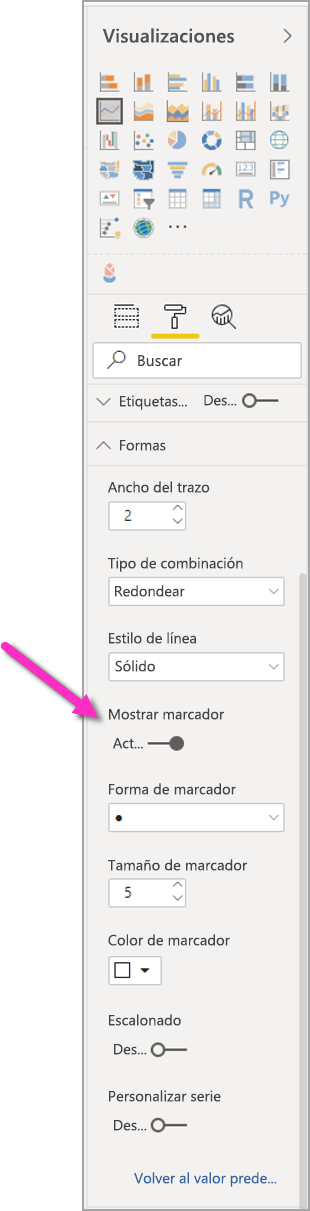 Visualizaciones
123
R Py
Buscar
Etiquetas... Des...
Formas
Ancho del trazo
2
Tipo de combinación
Redondear
Estilo de línea
Sólido
Mostrar marcador
Act...
Forma de marcador
Tamaño de marcador
5
Color de marcador
Escalonado
Des...
Personalizar serie
Des...
Volver al valor prede...